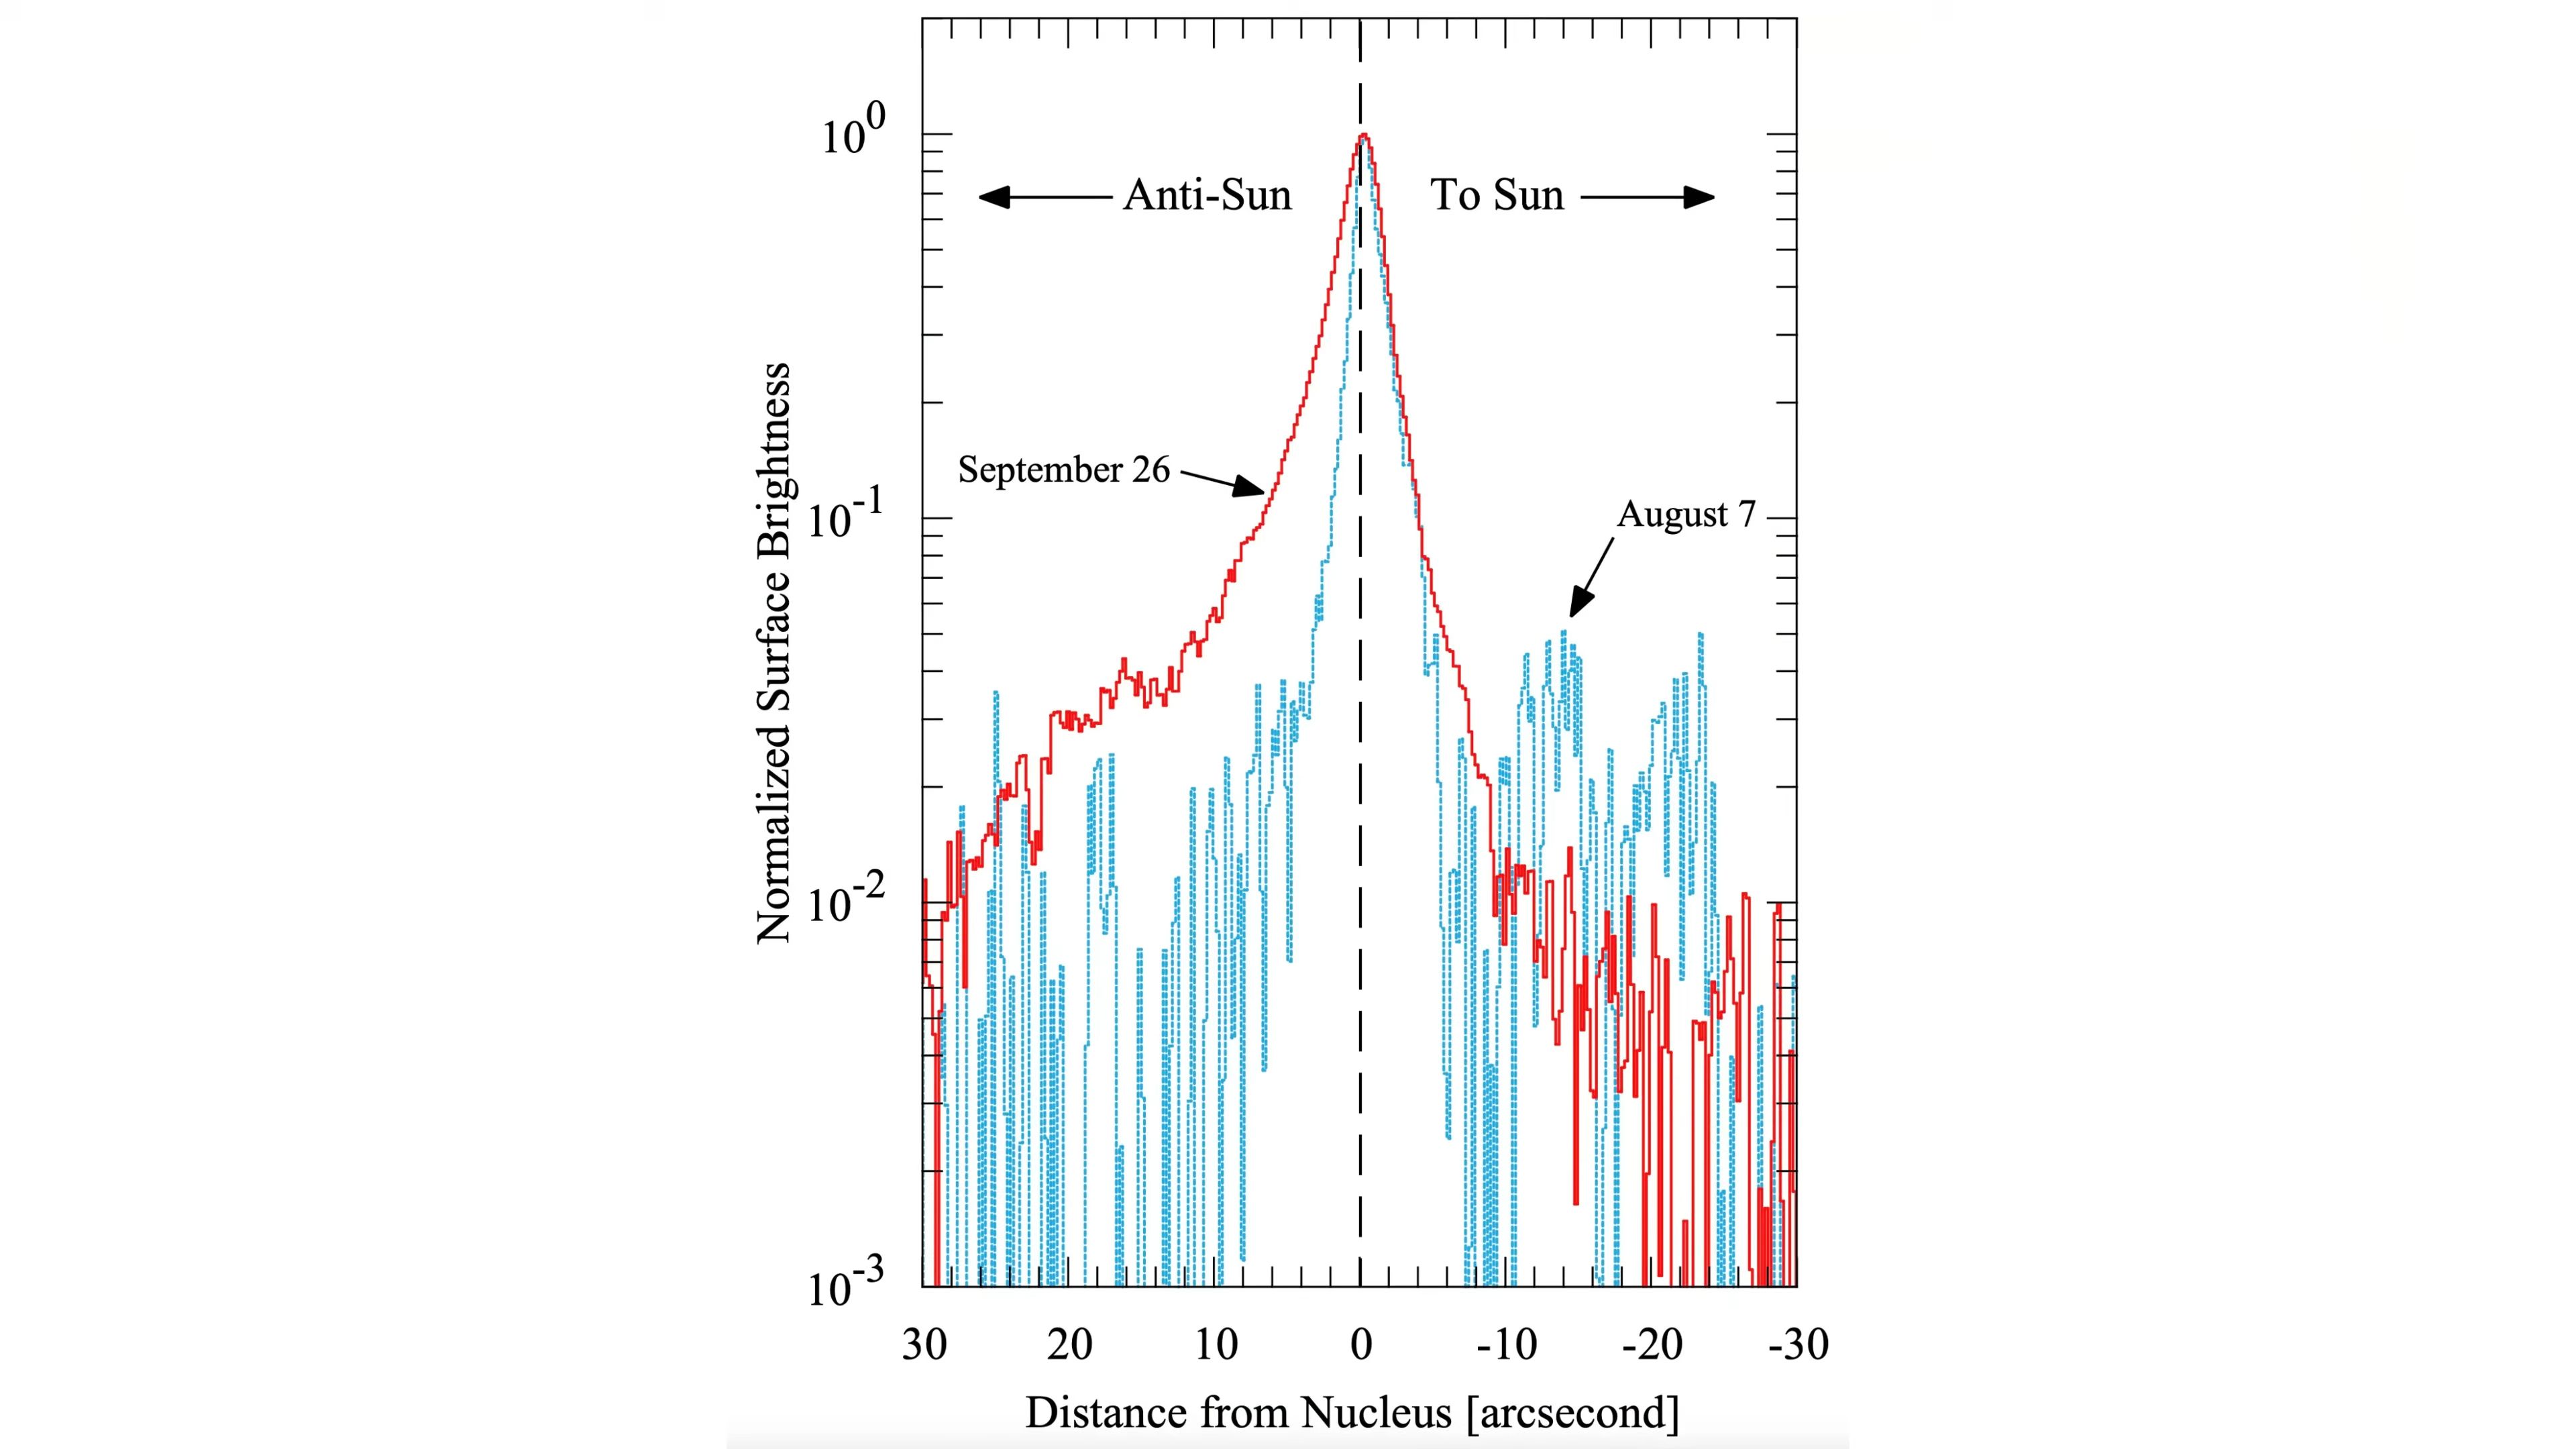 10^0
Anti-Sun
To Sun
September 26
10^-1
August 7
10^-2
10^-3
Normalized Surface Brightness
30 20 10 0 -10 -20 -30
Distance from Nucleus [arcsecond]